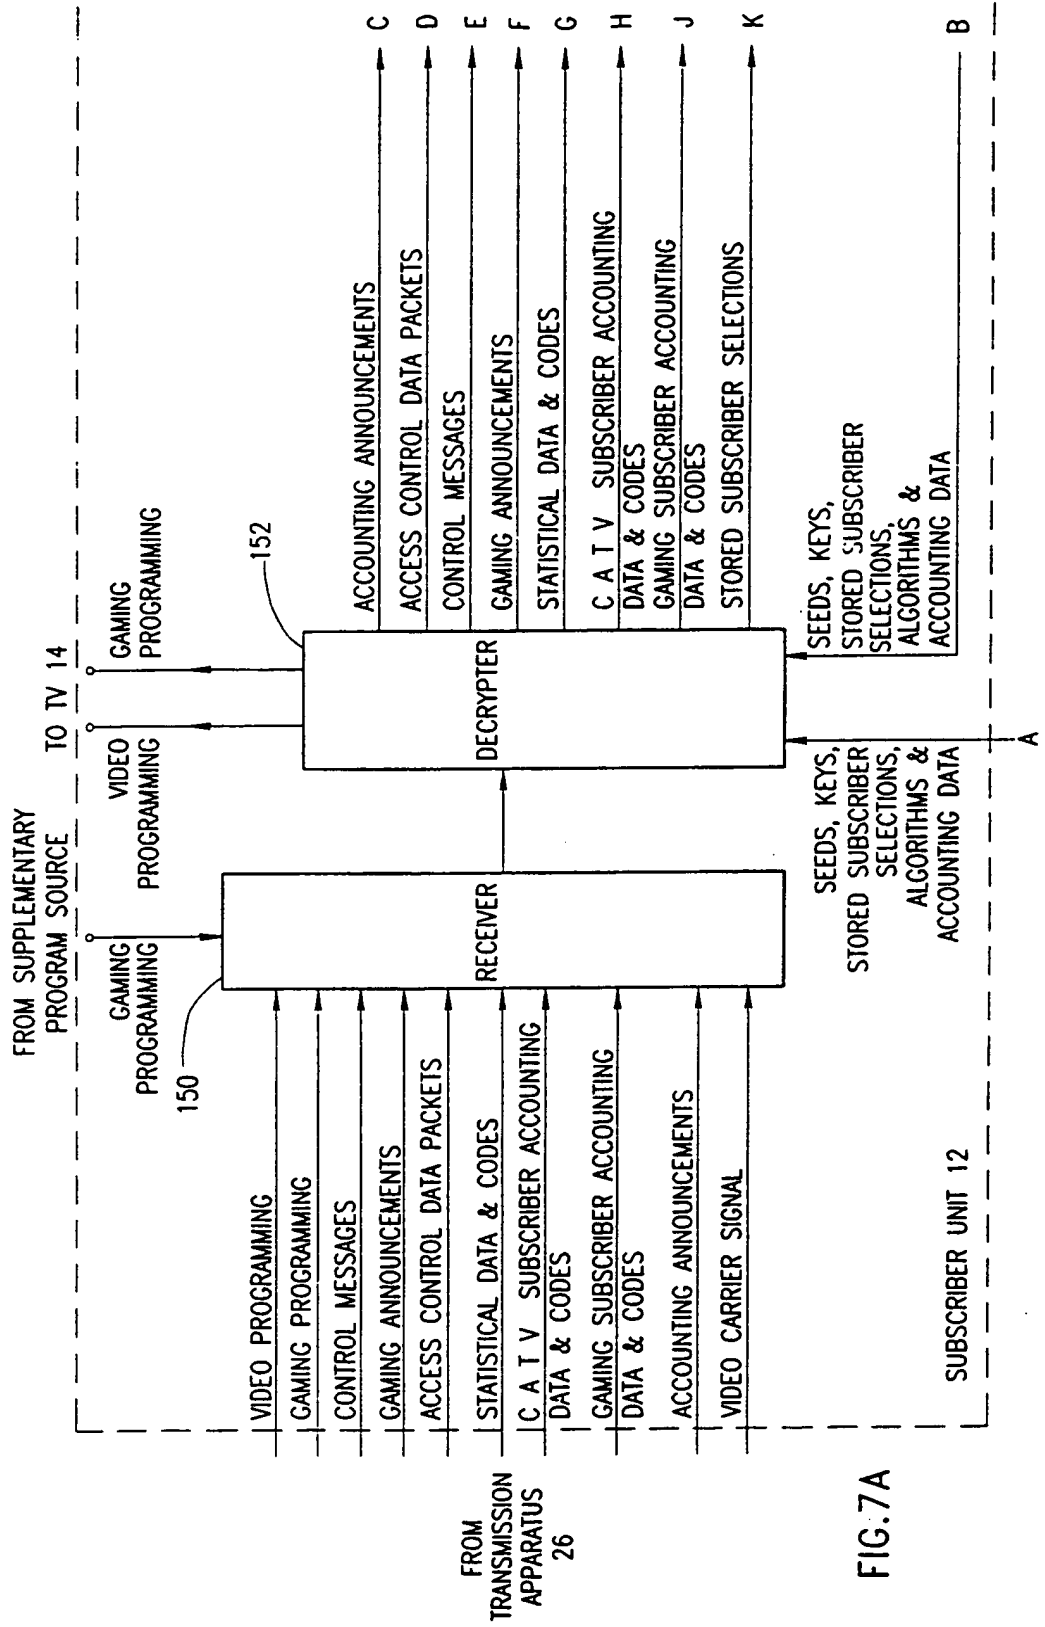 FROM SUPPLEMENTARY
PROGRAM SOURCE
TO TV 14
GAMING
PROGRAMMING
VIDEO
PROGRAMMING
GAMING
PROGRAMMING
150
152
FROM
TRANSMISSION
APPARATUS
26
VIDEO PROGRAMMING
GAMING PROGRAMMING
CONTROL MESSAGES
GAMING ANNOUNCEMENTS
ACCESS CONTROL DATA PACKETS
STATISTICAL DATA & CODES
C A T V SUBSCRIBER ACCOUNTING
DATA & CODES
GAMING SUBSCRIBER ACCOUNTING
DATA & CODES
ACCOUNTING ANNOUNCEMENTS
VIDEO CARRIER SIGNAL
RECEIVER
DECRYPTER
ACCOUNTING ANNOUNCEMENTS
C
ACCESS CONTROL DATA PACKETS
D
CONTROL MESSAGES
E
GAMING ANNOUNCEMENTS
F
STATISTICAL DATA & CODES
G
C A T V SUBSCRIBER ACCOUNTING
DATA & CODES
H
GAMING SUBSCRIBER ACCOUNTING
DATA & CODES
J
STORED SUBSCRIBER SELECTIONS
K
SEEDS, KEYS,
STORED SUBSCRIBER
SELECTIONS,
ALGORITHMS &
ACCOUNTING DATA
A
SEEDS, KEYS,
STORED SUBSCRIBER
SELECTIONS,
ALGORITHMS &
ACCOUNTING DATA
B
SUBSCRIBER UNIT 12
FIG.7A